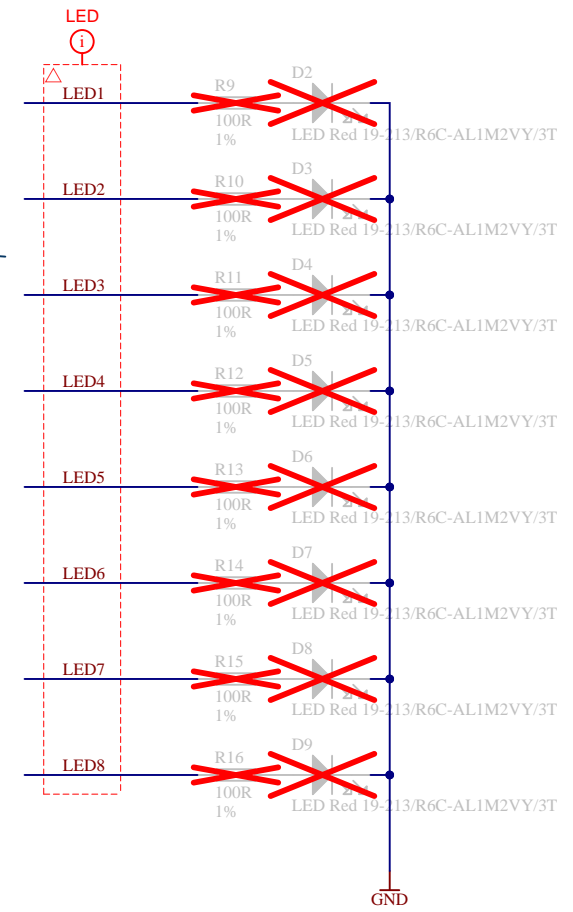 LED
i
LED1
R9
100R
1%
D2
LED Red 19-213/R6C-AL1M2VY/3T
LED2
R10
100R
1%
D3
LED Red 19-213/R6C-AL1M2VY/3T
LED3
R11
100R
1%
D4
LED Red 19-213/R6C-AL1M2VY/3T
LED4
R12
100R
1%
D5
LED Red 19-213/R6C-AL1M2VY/3T
LED5
R13
100R
1%
D6
LED Red 19-213/R6C-AL1M2VY/3T
LED6
R14
100R
1%
D7
LED Red 19-213/R6C-AL1M2VY/3T
LED7
R15
100R
1%
D8
LED Red 19-213/R6C-AL1M2VY/3T
LED8
R16
100R
1%
D9
LED Red 19-213/R6C-AL1M2VY/3T
GND